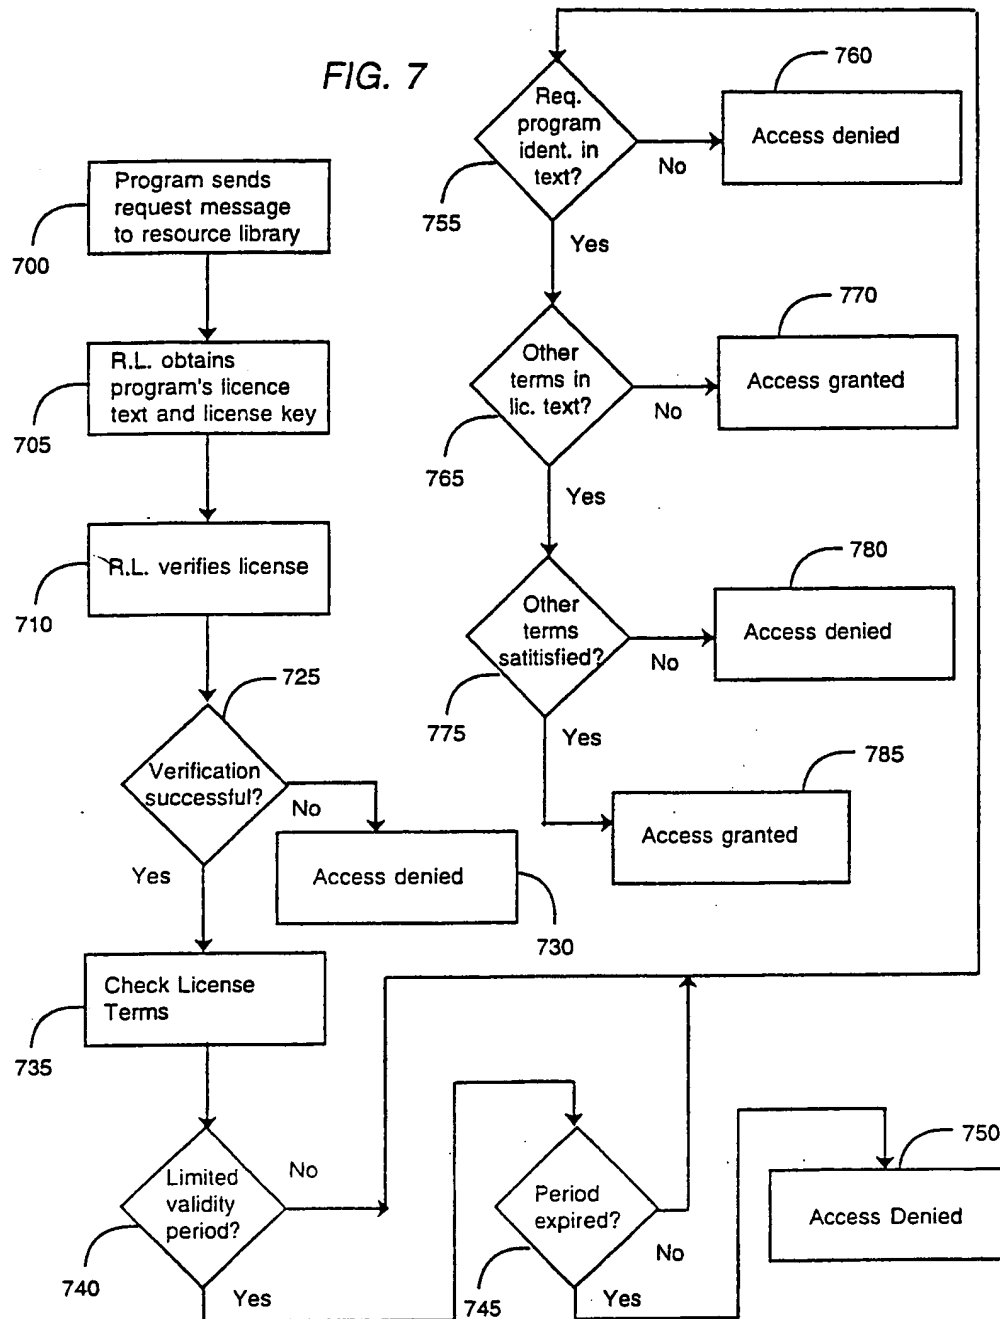 FIG. 7
Program sends
request message
to resource library
700
R.L. obtains
program's licence
text and license key
705
R.L. verifies license
710
725
Verification
successful?
No
Yes
Access denied
730
Check License
Terms
735
Limited
validity
period?
No
740
Yes
Period
expired?
No
745
Yes
750
Access Denied
Req.
program
ident. in
text?
No
755
Yes
760
Access denied
Other
terms in
lic. text?
No
765
Yes
770
Access granted
Other
terms
satitisfied?
No
775
Yes
780
Access denied
785
Access granted